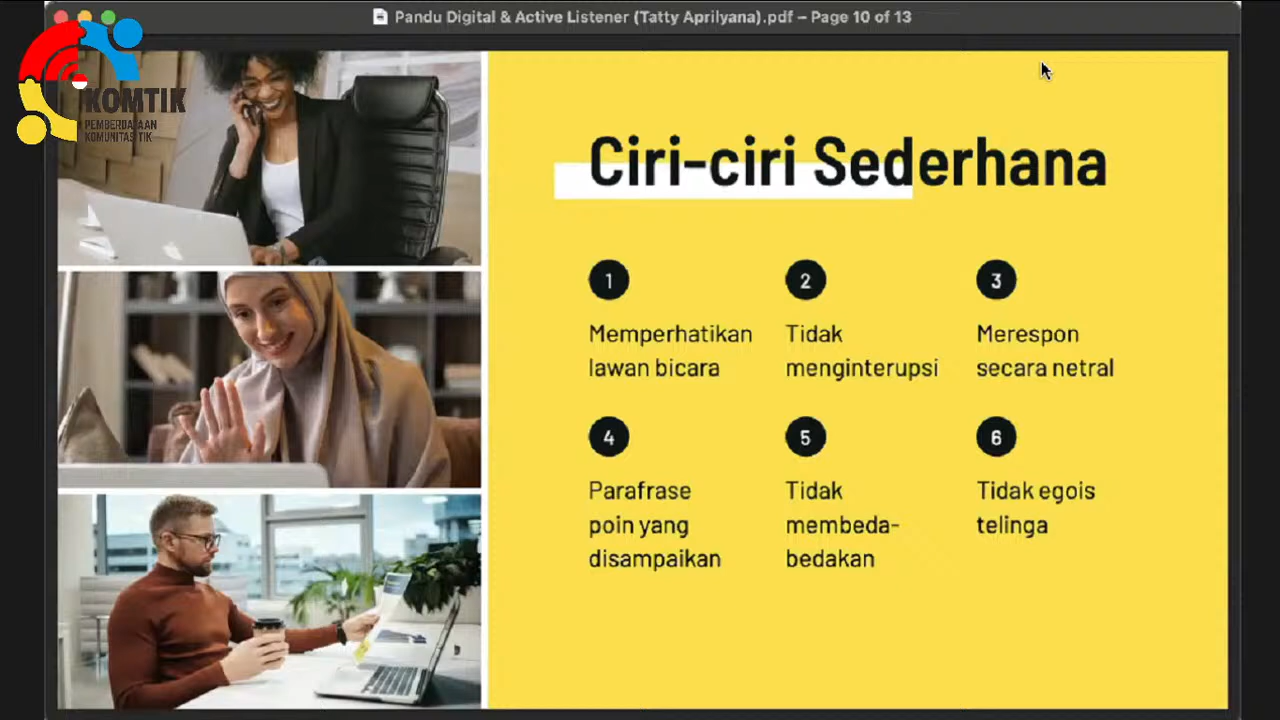 Pandu Digital & Active Listener (Tatty Aprilyana).pdf – Page 10 of 13
KOMTIK
PEMBERDAYAAN
KOMUNITAS TIK
Ciri-ciri Sederhana
1
Memperhatikan
lawan bicara
2
Tidak
menginterupsi
3
Merespon
secara netral
4
Parafrase
poin yang
disampaikan
5
Tidak
membeda-
bedakan
6
Tidak egois
telinga